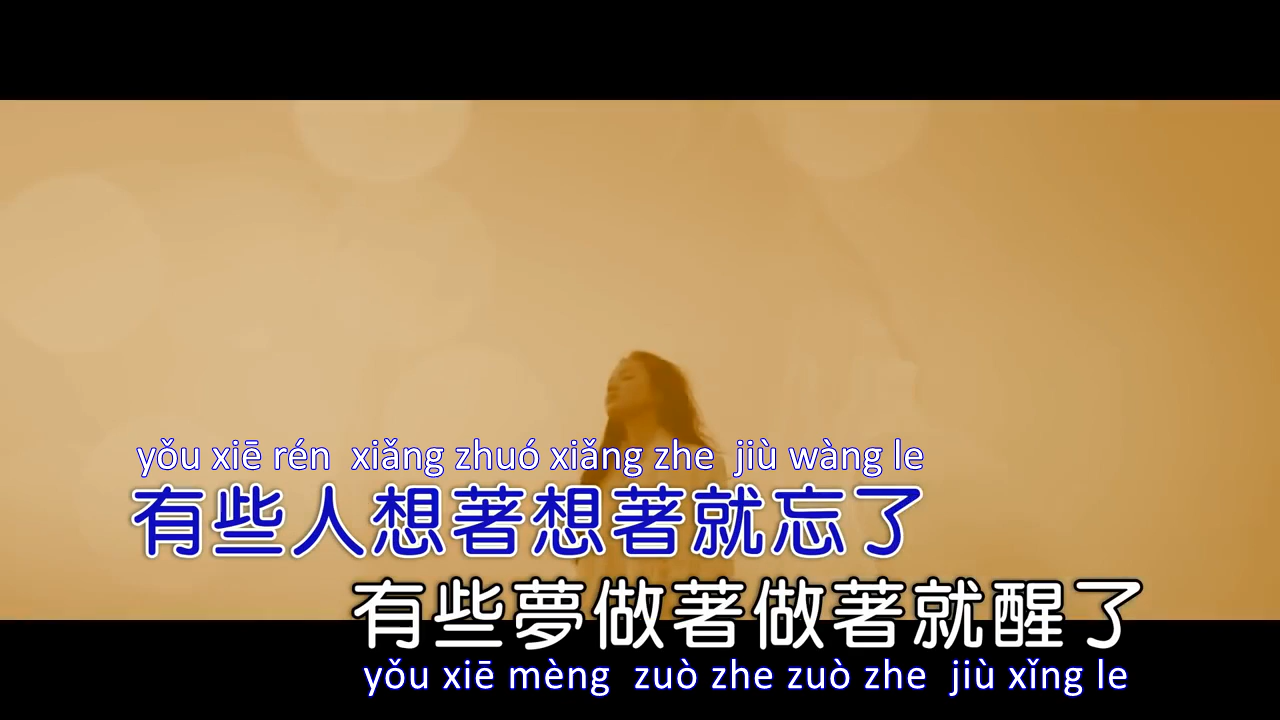 yǒu xiē rén xiǎng zhuó xiǎng zhe jiù wàng le
有些人想著想著就忘了
有些夢做著做著就醒了
yǒu xiē mèng zuò zhe zuò zhe jiù xǐng le